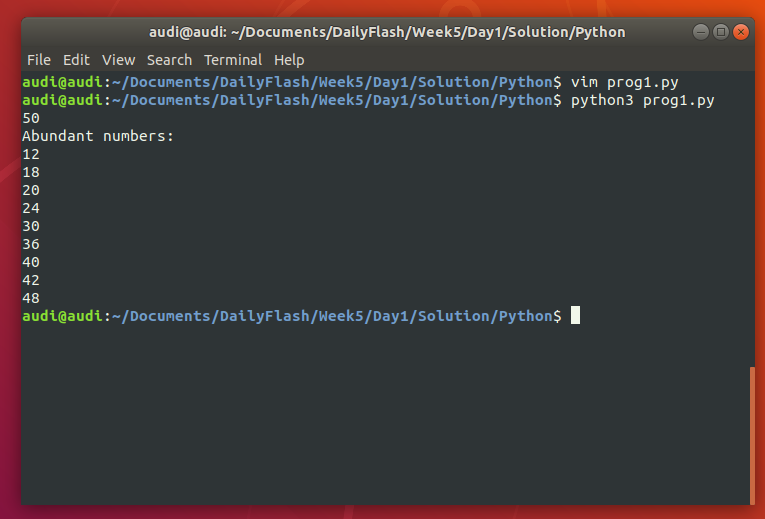 audi@audi: ~/Documents/DailyFlash/Week5/Day1/Solution/Python
File Edit View Search Terminal Help
audi@audi:~/Documents/DailyFlash/Week5/Day1/Solution/Python$ vim prog1.py
audi@audi:~/Documents/DailyFlash/Week5/Day1/Solution/Python$ python3 prog1.py
50
Abundant numbers:
12
18
20
24
30
36
40
42
48
audi@audi:~/Documents/DailyFlash/Week5/Day1/Solution/Python$